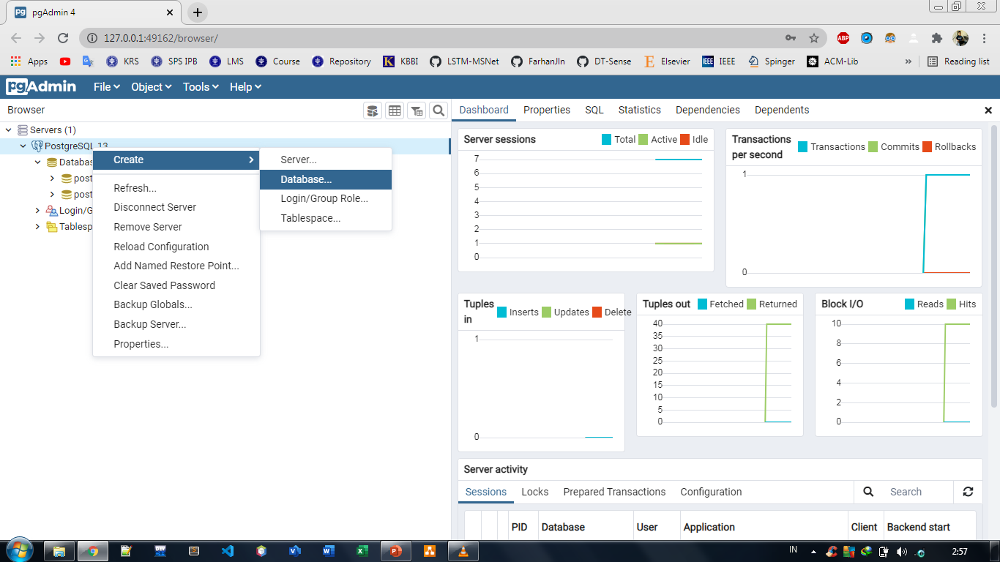 pgAdmin 4
127.0.0.1:49162/browser/
ABP
Apps KRS SPS IPB LMS Course Repository KBBI LSTM-MSNet FarhanJIn DT-Sense Elsevier IEEE IEEE Spinger ACM-Lib » Reading list
pgAdmin File Object Tools Help
Browser
Dashboard Properties SQL Statistics Dependencies Dependents
Servers (1)
PostgreSQL 13
Databas
post
post
Login/G
Tablesp
Create
Refresh...
Disconnect Server
Remove Server
Reload Configuration
Add Named Restore Point...
Clear Saved Password
Backup Globals...
Backup Server...
Properties...
Server...
Database...
Login/Group Role...
Tablespace...
Server sessions Total Active Idle
7
6
5
4
3
2
1
0
Transactions per second Transactions Commits Rollbacks
1
0
Tuples in Inserts Updates Delete
1
0
Tuples out Fetched Returned
40
35
30
25
20
15
10
5
0
Block I/O Reads Hits
10
8
6
4
2
0
Server activity
Sessions Locks Prepared Transactions Configuration Search
PID Database User Application Client Backend start
IN 2:57